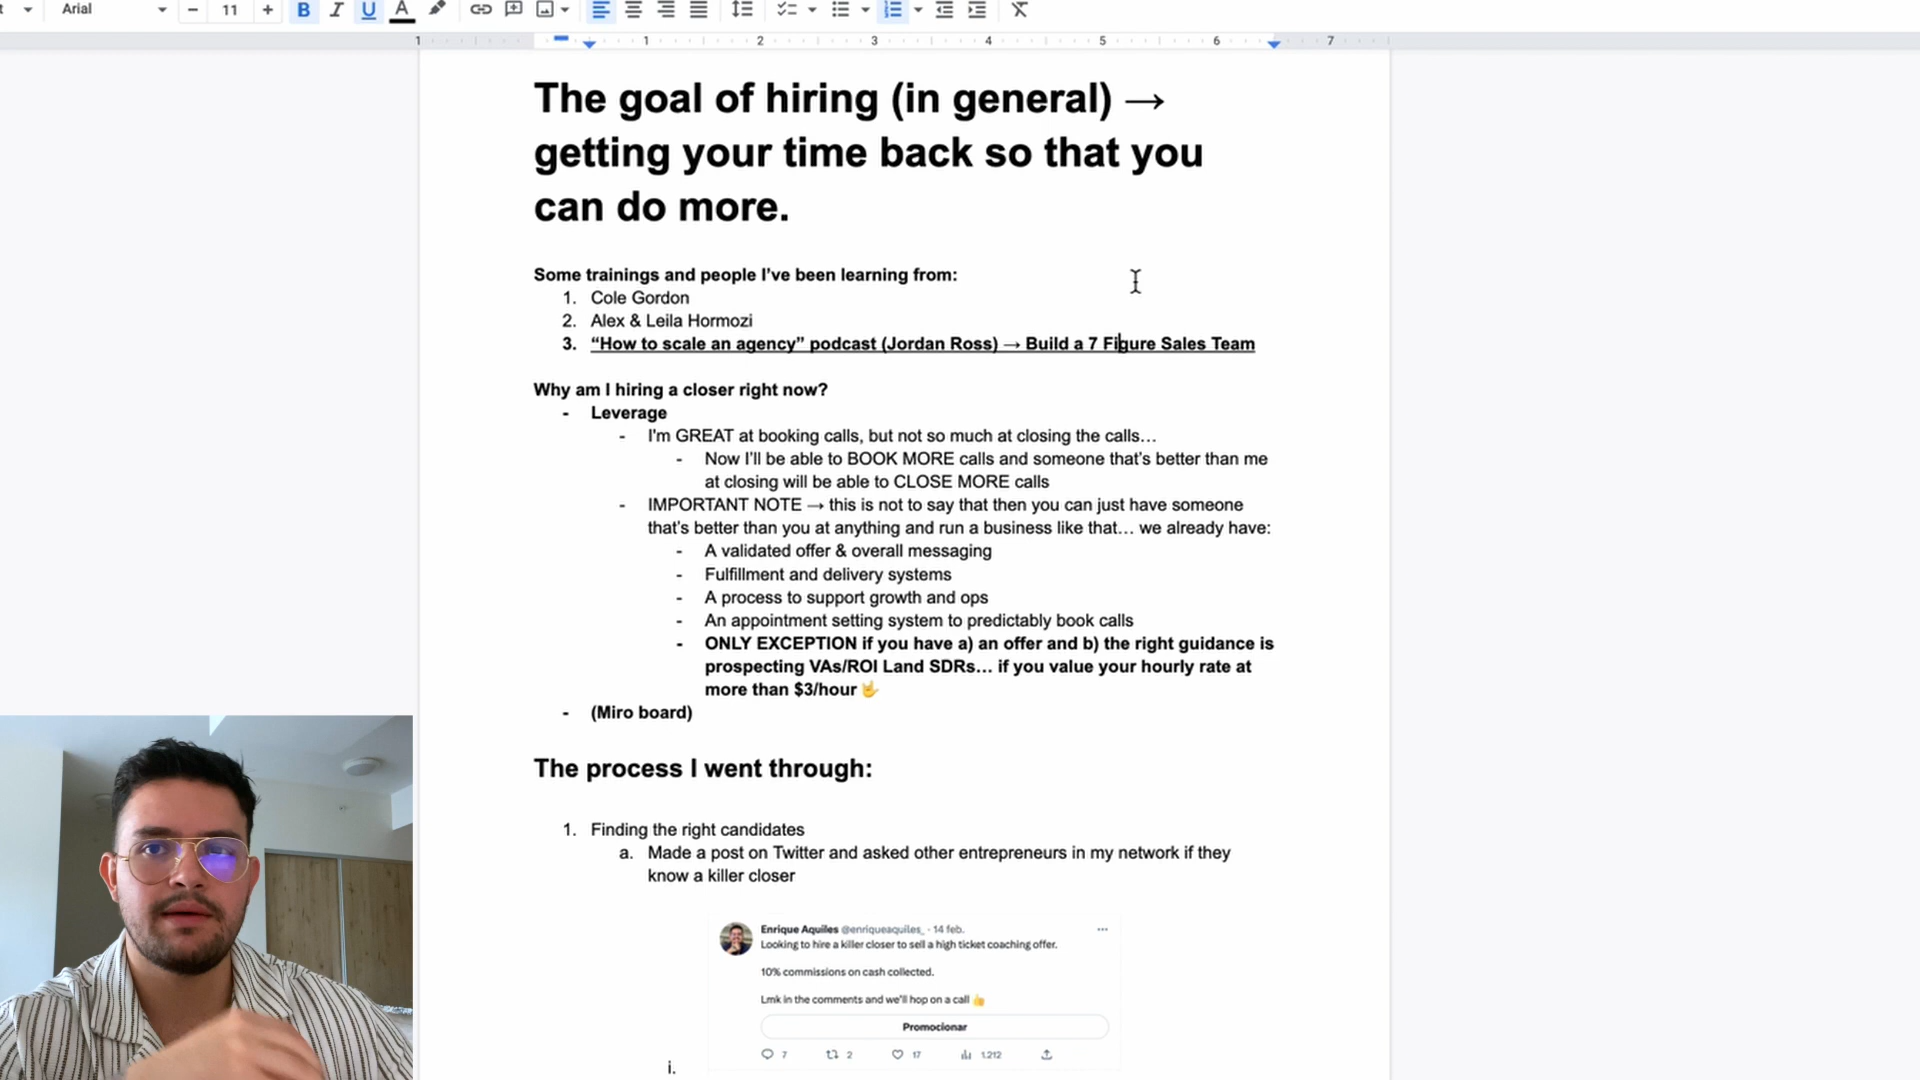 Arial
11
B
I
U
A
1
1
2
3
4
5
6
7
The goal of hiring (in general) →
getting your time back so that you
can do more.
Some trainings and people I've been learning from:
1. Cole Gordon
2. Alex & Leila Hormozi
3. “How to scale an agency” podcast (Jordan Ross) → Build a 7 Figure Sales Team
Why am I hiring a closer right now?
- Leverage
- I'm GREAT at booking calls, but not so much at closing the calls…
- Now I'll be able to BOOK MORE calls and someone that's better than me
at closing will be able to CLOSE MORE calls
- IMPORTANT NOTE → this is not to say that then you can just have someone
that's better than you at anything and run a business like that… we already have:
- A validated offer & overall messaging
- Fulfillment and delivery systems
- A process to support growth and ops
- An appointment setting system to predictably book calls
- ONLY EXCEPTION if you have a) an offer and b) the right guidance is
prospecting VAs/ROI Land SDRs… if you value your hourly rate at
more than $3/hour 🤟
- (Miro board)
The process I went through:
1. Finding the right candidates
a. Made a post on Twitter and asked other entrepreneurs in my network if they
know a killer closer
Enrique Aquiles @enriqueaquiles_ · 14 feb.
Looking to hire a killer closer to sell a high ticket coaching offer.
10% commissions on cash collected.
Lmk in the comments and we'll hop on a call 👍
Promocionar
7 2 17 1.212
i.